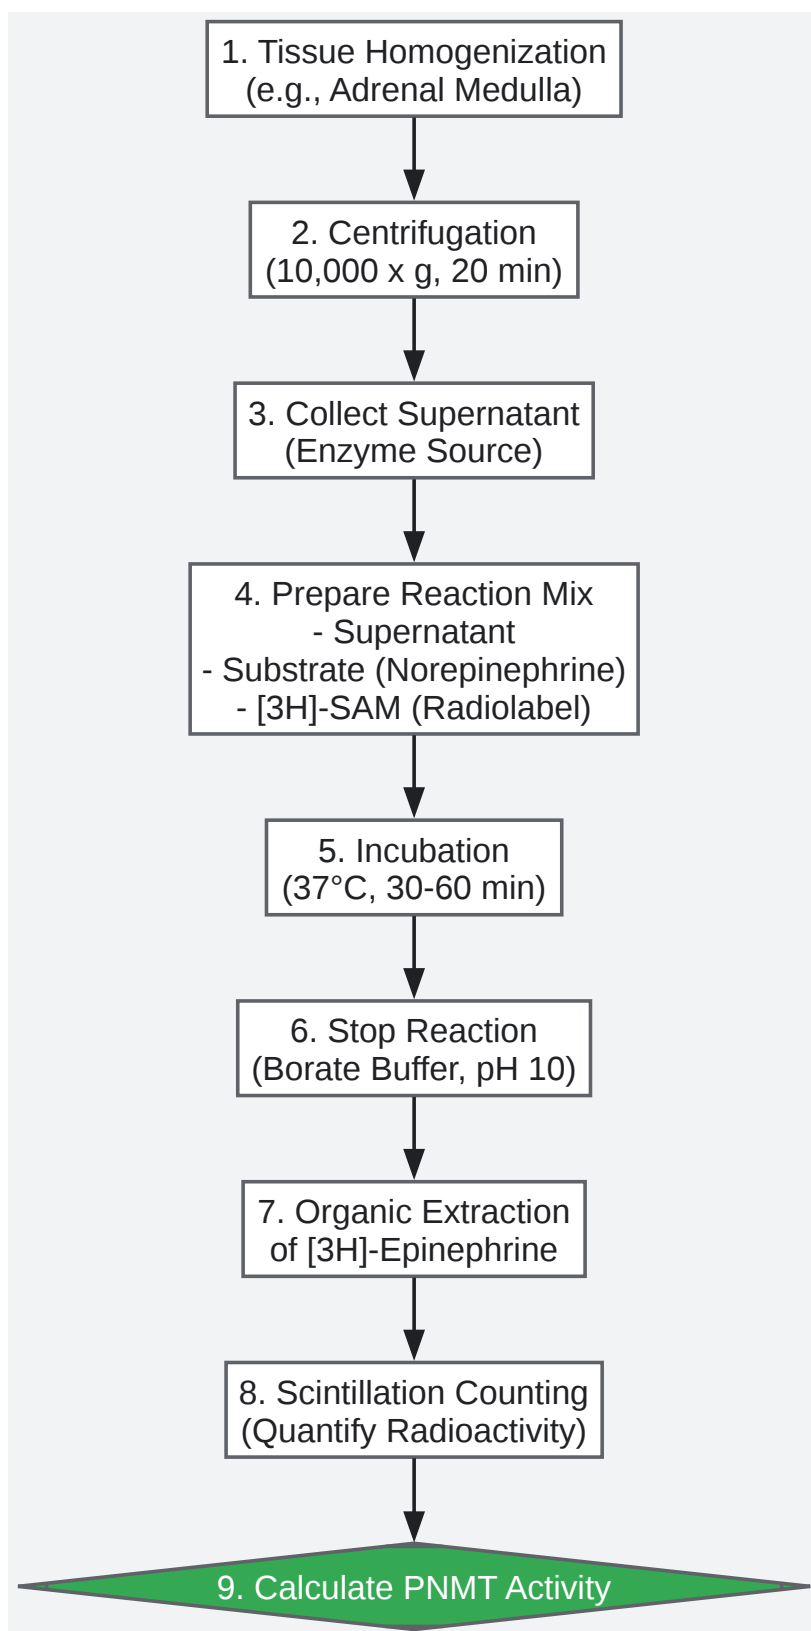 1. Tissue Homogenization
(e.g., Adrenal Medulla)
2. Centrifugation
(10,000 x g, 20 min)
3. Collect Supernatant
(Enzyme Source)
4. Prepare Reaction Mix
- Supernatant
- Substrate (Norepinephrine)
- [3H]-SAM (Radiolabel)
5. Incubation
(37°C, 30-60 min)
6. Stop Reaction
(Borate Buffer, pH 10)
7. Organic Extraction
of [3H]-Epinephrine
8. Scintillation Counting
(Quantify Radioactivity)
9. Calculate PNMT Activity